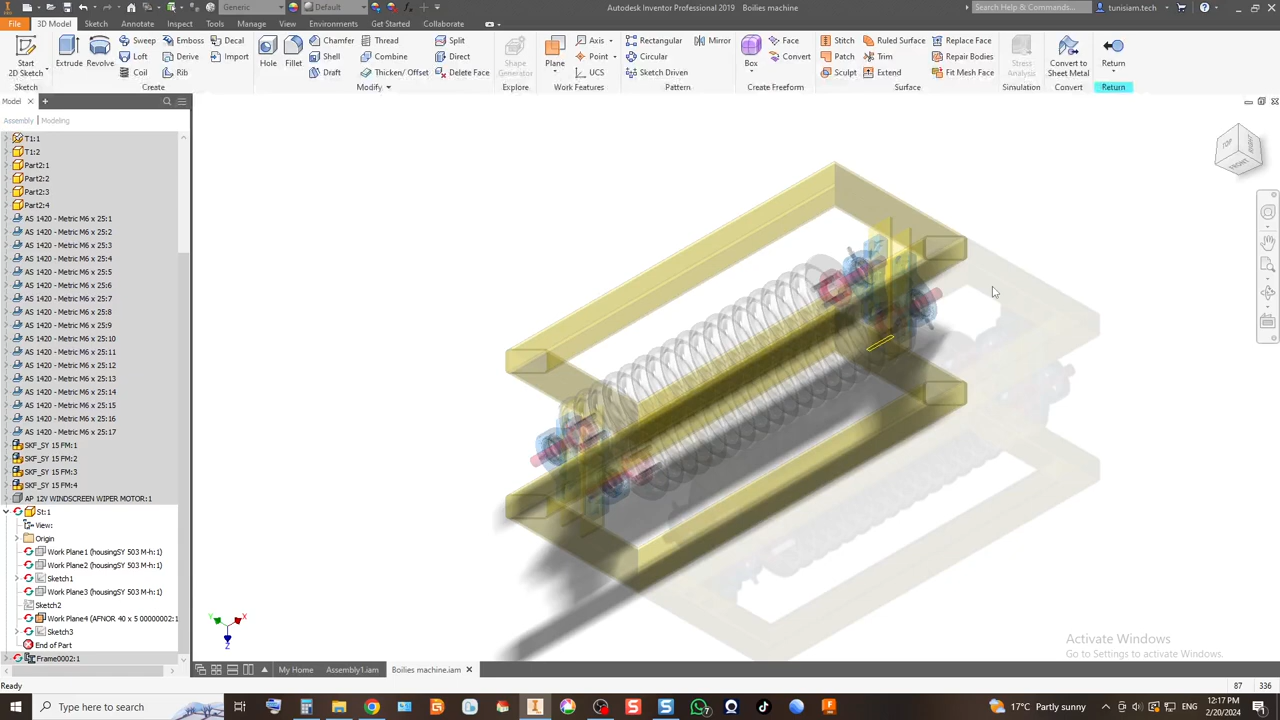 Generic
Default
Autodesk Inventor Professional 2019 Boilies machine
Search Help & Commands...
tunisiam.tech
File 3D Model Sketch Annotate Inspect Tools Manage View Environments Get Started Collaborate
Start 2D Sketch
Sketch
Extrude
Revolve
Sweep
Loft
Coil
Emboss
Derive
Rib
Decal
Import
Create
Hole
Fillet
Chamfer
Shell
Draft
Thread
Combine
Thicken/ Offset
Split
Direct
Delete Face
Modify
Shape Generator
Explore
Plane
Axis
Point
UCS
Work Features
Rectangular
Circular
Sketch Driven
Mirror
Pattern
Box
Face
Convert
Create Freeform
Stitch
Patch
Sculpt
Ruled Surface
Trim
Extend
Replace Face
Repair Bodies
Fit Mesh Face
Surface
Stress Analysis
Simulation
Convert to Sheet Metal
Convert
Return
Return
Model
Assembly Modeling
T1:1
T1:2
Part2:1
Part2:2
Part2:3
Part2:4
AS 1420 - Metric M6 x 25:1
AS 1420 - Metric M6 x 25:2
AS 1420 - Metric M6 x 25:3
AS 1420 - Metric M6 x 25:4
AS 1420 - Metric M6 x 25:5
AS 1420 - Metric M6 x 25:6
AS 1420 - Metric M6 x 25:7
AS 1420 - Metric M6 x 25:8
AS 1420 - Metric M6 x 25:9
AS 1420 - Metric M6 x 25:10
AS 1420 - Metric M6 x 25:11
AS 1420 - Metric M6 x 25:12
AS 1420 - Metric M6 x 25:13
AS 1420 - Metric M6 x 25:14
AS 1420 - Metric M6 x 25:15
AS 1420 - Metric M6 x 25:16
AS 1420 - Metric M6 x 25:17
SKF_SY 15 FM:1
SKF_SY 15 FM:2
SKF_SY 15 FM:3
SKF_SY 15 FM:4
AP 12V WINDSCREEN WIPER MOTOR:1
St:1
View:
Origin
Work Plane1 (housingSY 503 M-h:1)
Work Plane2 (housingSY 503 M-h:1)
Sketch1
Work Plane3 (housingSY 503 M-h:1)
Sketch2
Work Plane4 (AFNOR 40 x 5 00000002:1
Sketch3
End of Part
Frame0002:1
TOP
FRONT
Y
X
Z
Activate Windows
Go to Settings to activate Windows.
My Home Assembly1.iam Boilies machine.iam
Ready
87 336
Type here to search
17°C Partly sunny
12:17 PM
2/20/2024